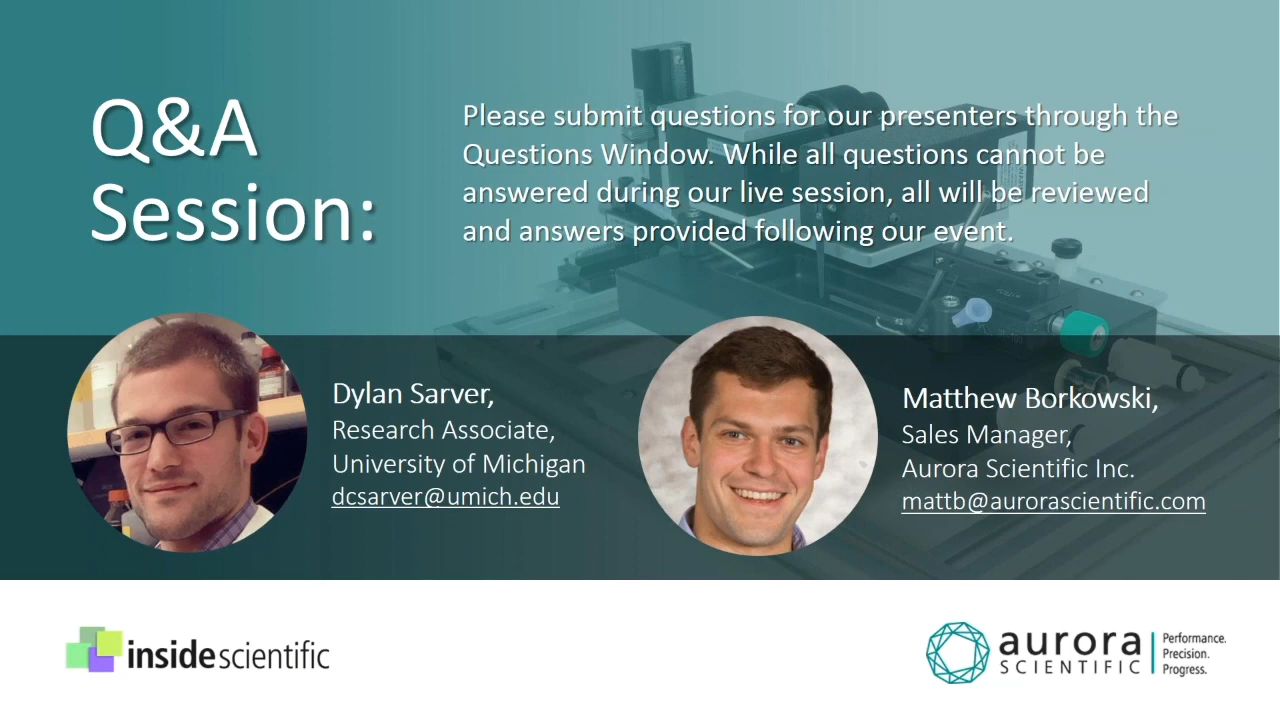 Q&A
Session:
Please submit questions for our presenters through the
Questions Window. While all questions cannot be
answered during our live session, all will be reviewed
and answers provided following our event.
Dylan Sarver,
Research Associate,
University of Michigan
dcsarver@umich.edu
Matthew Borkowski,
Sales Manager,
Aurora Scientific Inc.
mattb@aurorascientific.com
insidescientific
aurora
SCIENTIFIC
Performance.
Precision.
Progress.